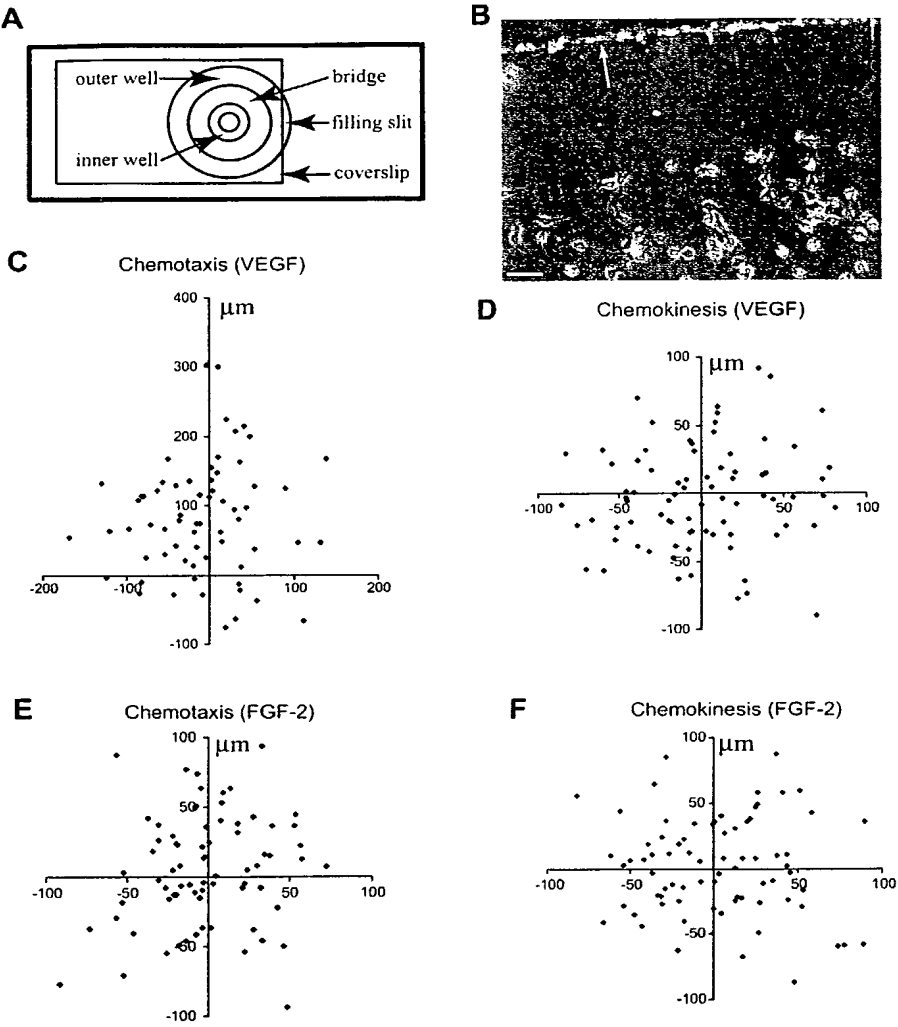 A
outer well
bridge
filling slit
inner well
coverslip
B
C
Chemotaxis (VEGF)
400
μm
300
200
100
-200
-100
100
200
-100
D
Chemokinesis (VEGF)
100
μm
50
-100
-50
50
100
-50
-100
E
Chemotaxis (FGF-2)
100
μm
50
-100
-50
50
100
-50
-100
F
Chemokinesis (FGF-2)
100
μm
50
-100
-50
50
100
-50
-100